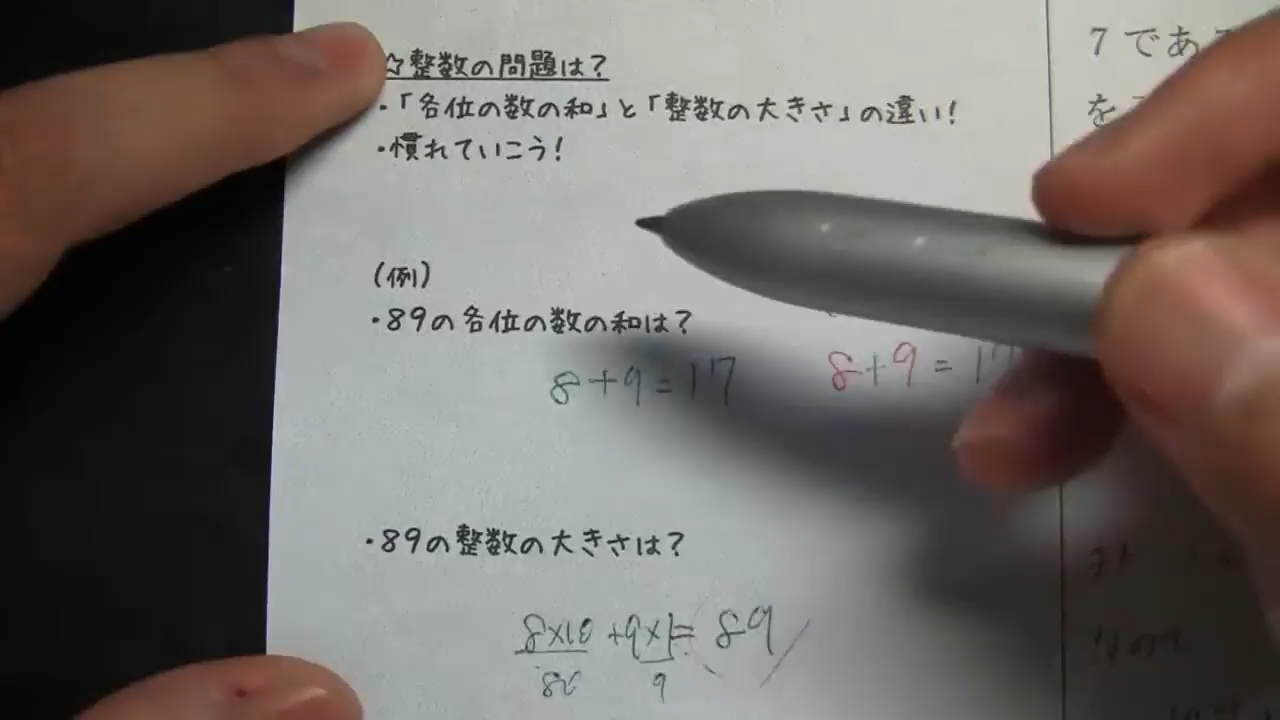 ☆整数の問題は?
・「各位の数の和」と「整数の大きさ」の違い!
・慣れていこう!
(例)
・89の各位の数の和は?
8+9=17
8+9=17
・89の整数の大きさは?
8×10+9×1=89
80 9
7であ
を